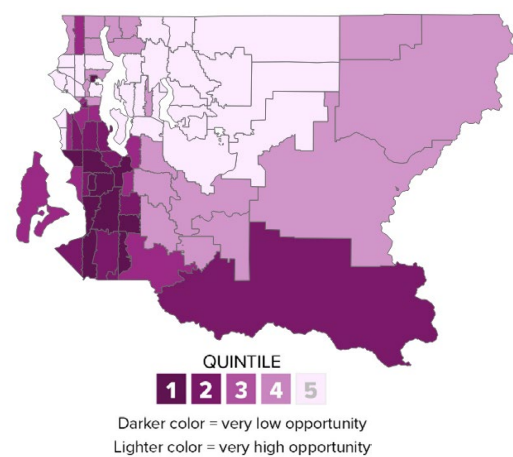 QUINTILE
1 2 3 4 5
Darker color = very low opportunity
Lighter color = very high opportunity